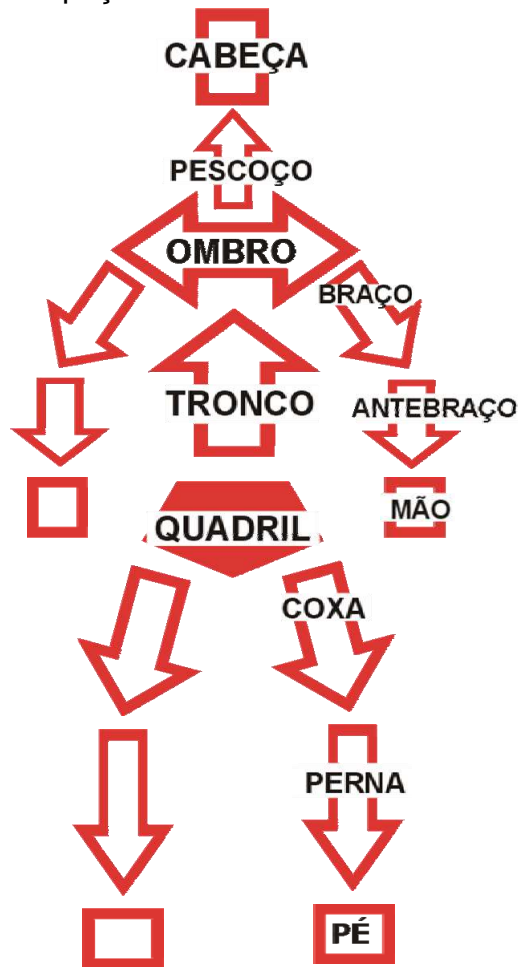 CABEÇA
PESCOÇO
OMBRO
BRAÇO
TRONCO
ANTEBRAÇO
MÃO
QUADRIL
COXA
PERNA
PÉ